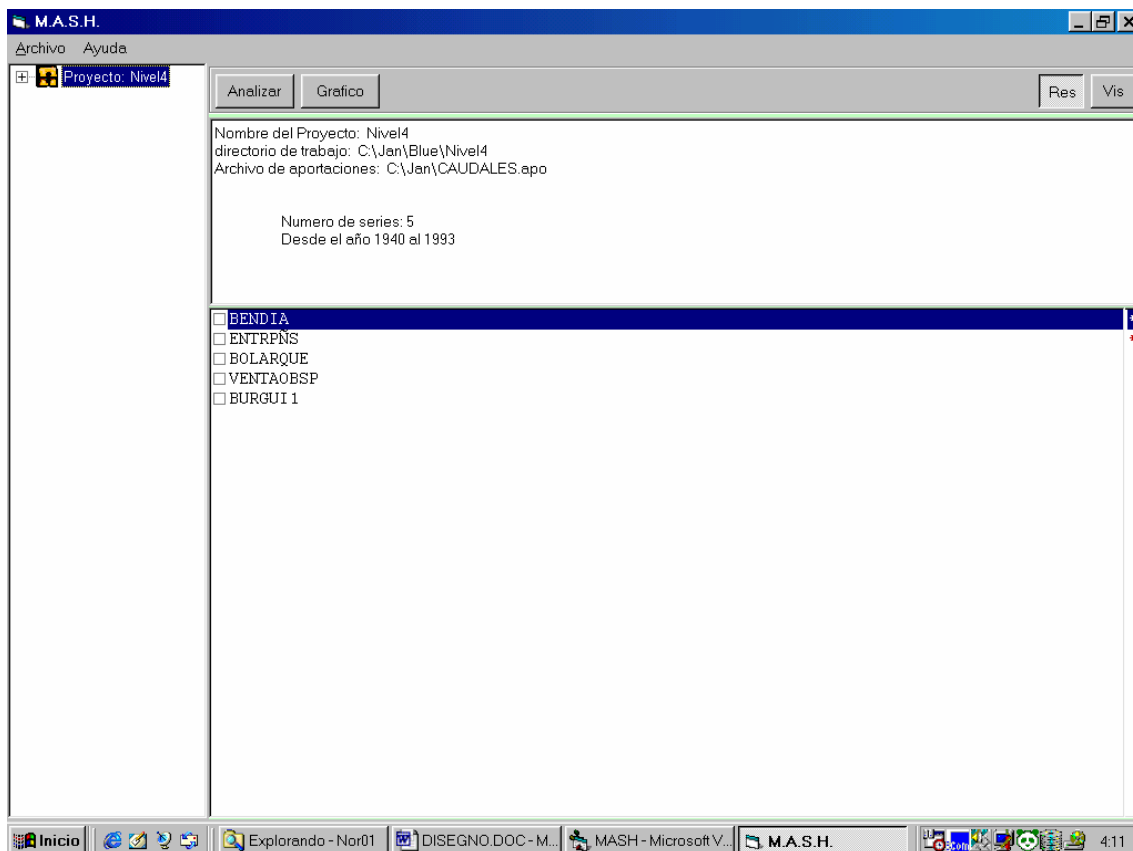 M.A.S.H.
Archivo Ayuda
Proyecto: Nivel4
Analizar Grafico Res Vis
Nombre del Proyecto: Nivel4
directorio de trabajo: C:\Jan\Blue\Nivel4
Archivo de aportaciones: C:\Jan\CAUDALES.apo
Numero de series: 5
Desde el año 1940 al 1993
BENDIA
ENTRPÑS
BOLARQUE
VENTAOBSP
BURGUI1
Inicio Explorando - Nor01 DISEGNO.DOC - M... MASH - Microsoft V... M.A.S.H. 4:11